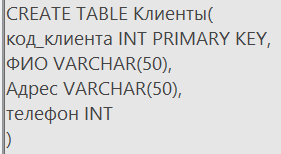 CREATE TABLE Клиенты(
код_клиента INT PRIMARY KEY,
ФИО VARCHAR(50),
Адрес VARCHAR(50),
телефон INT
)